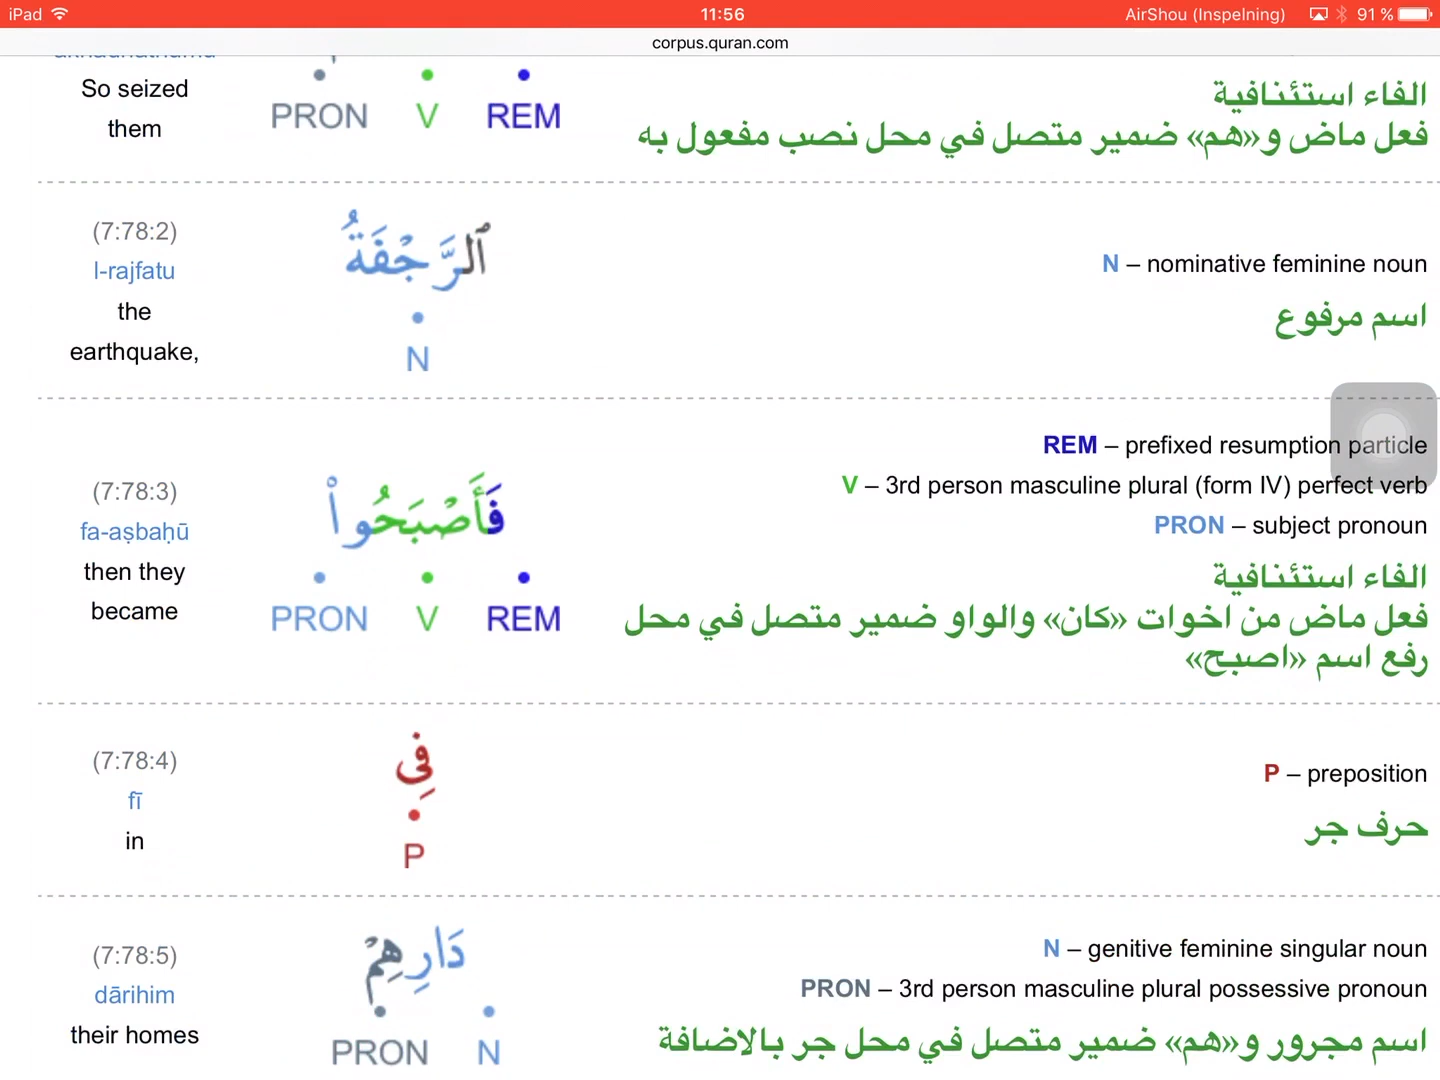 iPad 11:56 AirShou (Inspelning) 91 %
corpus.quran.com
So seized
them
PRON V REM
الفاء استئنافية
فعل ماض و«هم» ضمير متصل في محل نصب مفعول به
(7:78:2)
l-rajfatu
the
earthquake,
ٱلرَّجْفَةُ
N
N – nominative feminine noun
اسم مرفوع
(7:78:3)
fa-aṣbaḥū
then they
became
فَأَصْبَحُوا۟
PRON V REM
REM – prefixed resumption particle
V – 3rd person masculine plural (form IV) perfect verb
PRON – subject pronoun
الفاء استئنافية
فعل ماض من اخوات «كان» والواو ضمير متصل في محل
رفع اسم «اصبح»
(7:78:4)
fī
in
فِى
P
P – preposition
حرف جر
(7:78:5)
dārihim
their homes
دَارِهِمْ
PRON N
N – genitive feminine singular noun
PRON – 3rd person masculine plural possessive pronoun
اسم مجرور و«هم» ضمير متصل في محل جر بالاضافة